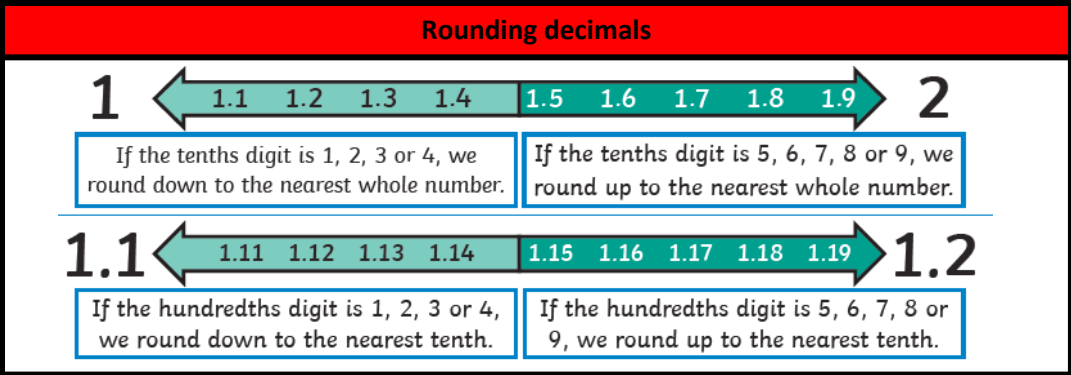 Rounding decimals
1 1.1 1.2 1.3 1.4 1.5 1.6 1.7 1.8 1.9 2
If the tenths digit is 1, 2, 3 or 4, we
round down to the nearest whole number.
If the tenths digit is 5, 6, 7, 8 or 9, we
round up to the nearest whole number.
1.1 1.11 1.12 1.13 1.14 1.15 1.16 1.17 1.18 1.19 1.2
If the hundredths digit is 1, 2, 3 or 4,
we round down to the nearest tenth.
If the hundredths digit is 5, 6, 7, 8 or
9, we round up to the nearest tenth.